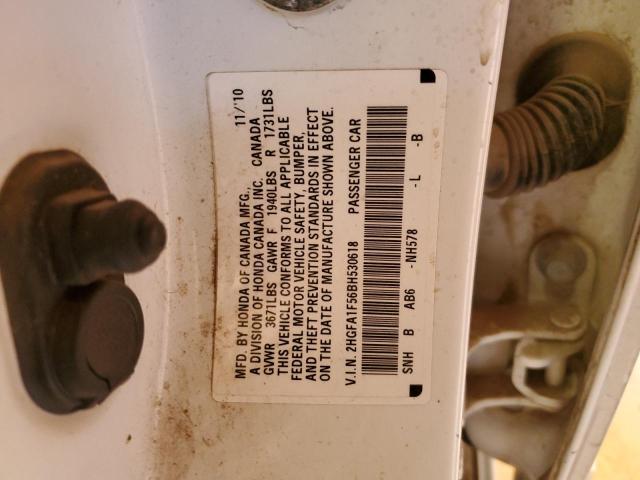 MFD. BY HONDA OF CANADA MFG., 11/'10
A DIVISION OF HONDA CANADA INC. CANADA
GVWR 3671LBS GAWR F 1940LBS R 1731LBS
THIS VEHICLE CONFORMS TO ALL APPLICABLE
FEDERAL MOTOR VEHICLE SAFETY, BUMPER,
AND THEFT PREVENTION STANDARDS IN EFFECT
ON THE DATE OF MANUFACTURE SHOWN ABOVE.
V.I.N. 2HGFA1F56BH530618 PASSENGER CAR
SNH B AB6 -NH578 -L -B